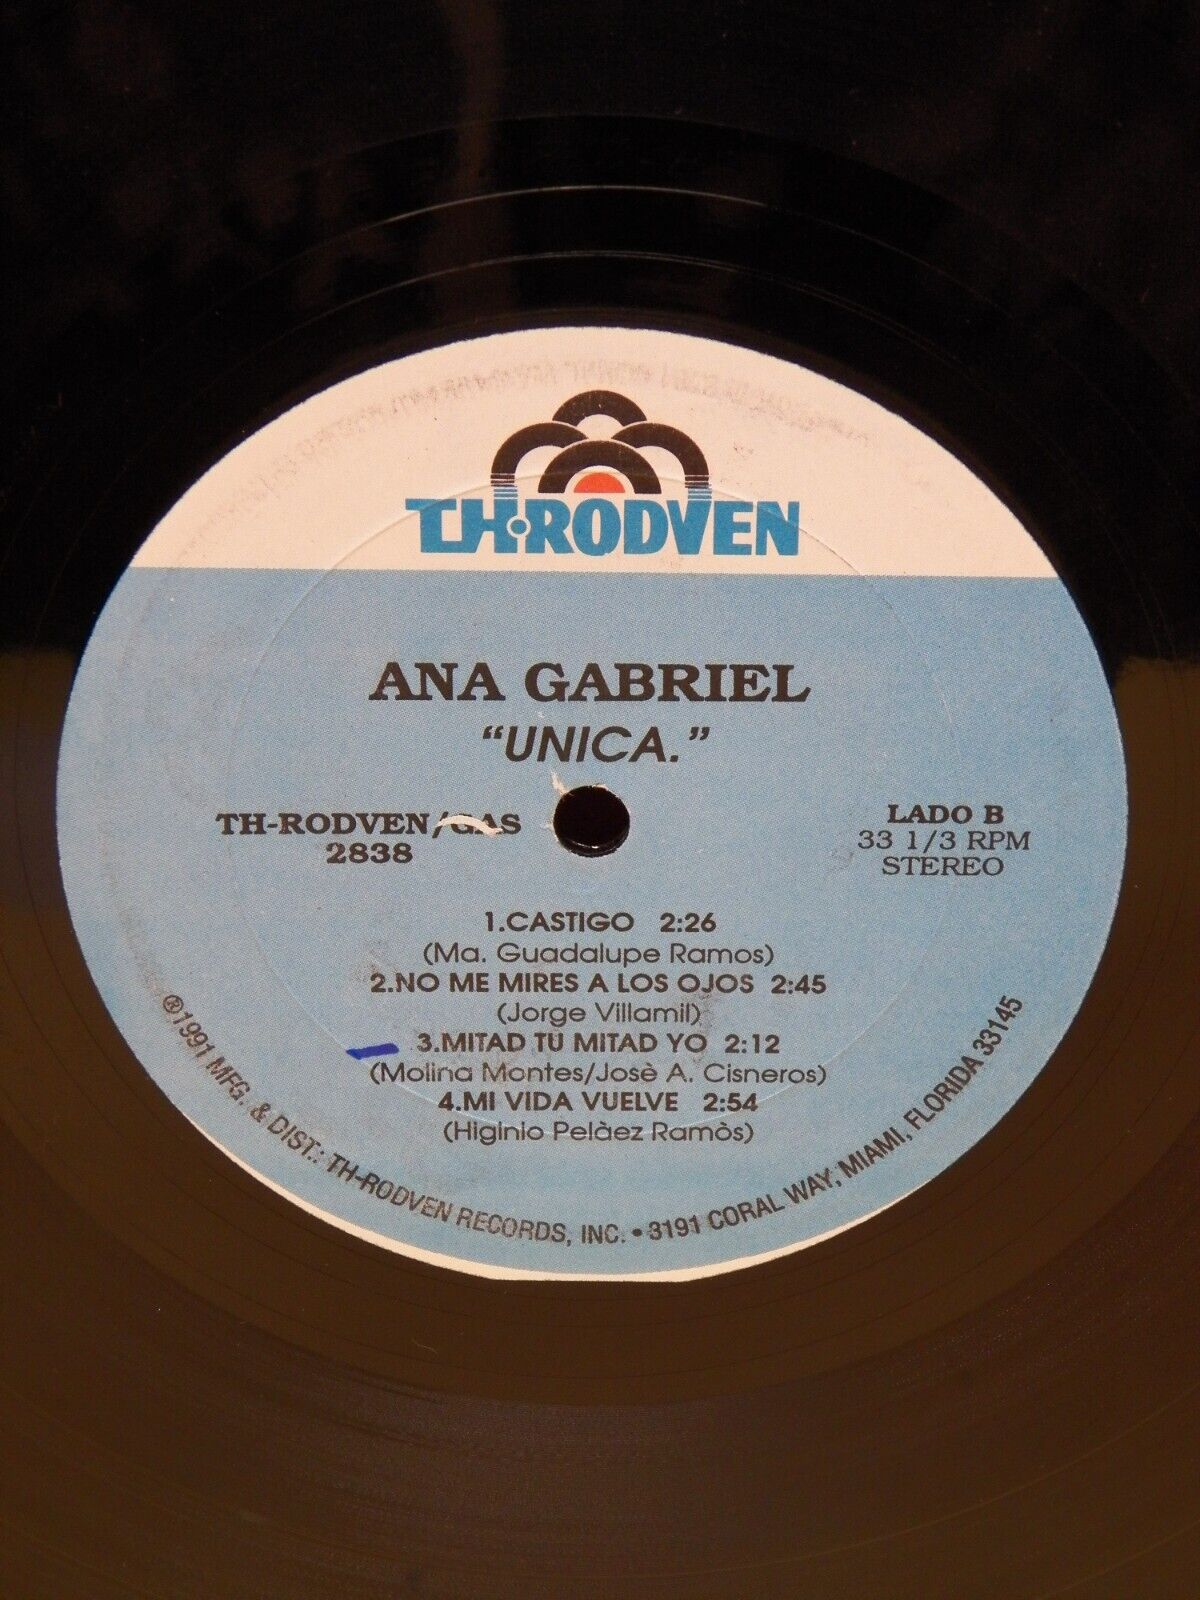 TH·RODVEN
ANA GABRIEL
“UNICA.”
TH-RODVEN/GAS
2838
LADO B
33 1/3 RPM
STEREO
1.CASTIGO 2:26
(Ma. Guadalupe Ramos)
2.NO ME MIRES A LOS OJOS 2:45
(Jorge Villamil)
3.MITAD TU MITAD YO 2:12
(Molina Montes/Josè A. Cisneros)
4.MI VIDA VUELVE 2:54
(Higinio Pelàez Ramòs)
℗1991 MFG. & DIST.: TH-RODVEN RECORDS, INC. • 3191 CORAL WAY, MIAMI, FLORIDA 33145